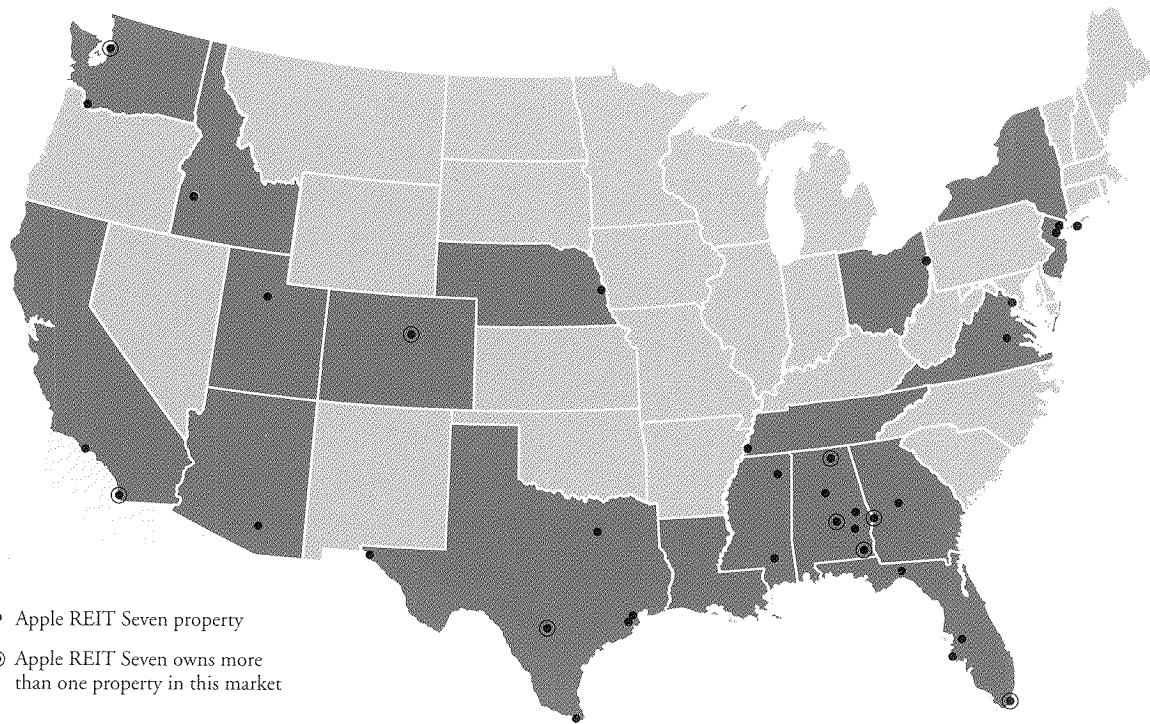 Apple REIT Seven property
Apple REIT Seven owns more
than one property in this market